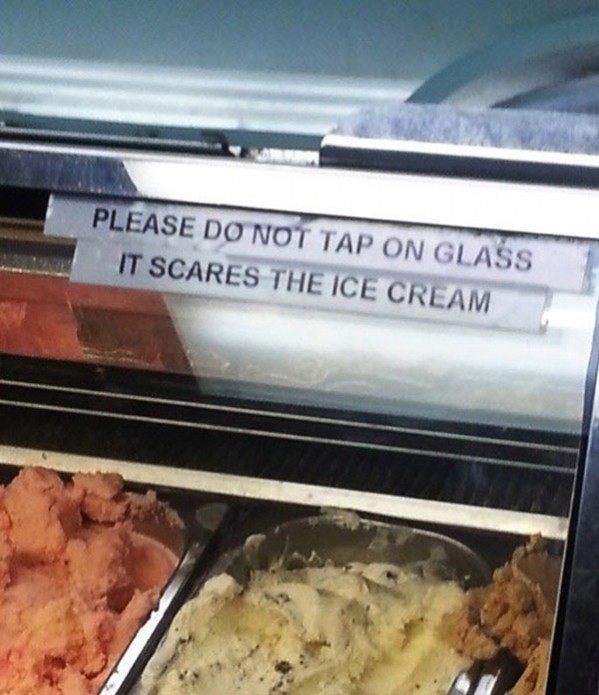 PLEASE DO NOT TAP ON GLASS
IT SCARES THE ICE CREAM